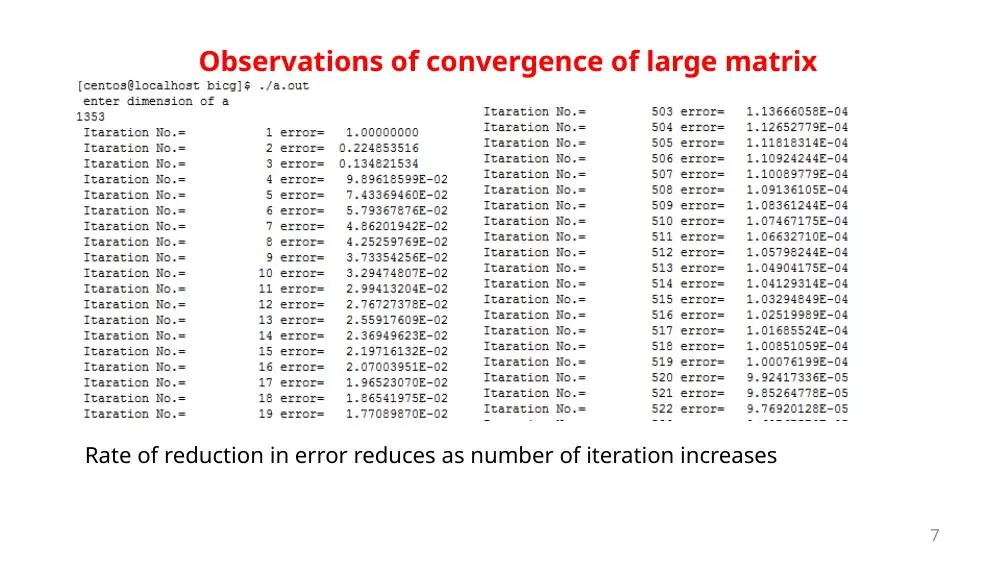 Observations of convergence of large matrix
[centos@localhost bicg]$ ./a.out
enter dimension of a
1353
Itaration No.= 1 error= 1.00000000
Itaration No.= 2 error= 0.224853516
Itaration No.= 3 error= 0.134821534
Itaration No.= 4 error= 9.89618599E-02
Itaration No.= 5 error= 7.43369460E-02
Itaration No.= 6 error= 5.79367876E-02
Itaration No.= 7 error= 4.86201942E-02
Itaration No.= 8 error= 4.25259769E-02
Itaration No.= 9 error= 3.73354256E-02
Itaration No.= 10 error= 3.29474807E-02
Itaration No.= 11 error= 2.99413204E-02
Itaration No.= 12 error= 2.76727378E-02
Itaration No.= 13 error= 2.55917609E-02
Itaration No.= 14 error= 2.36949623E-02
Itaration No.= 15 error= 2.19716132E-02
Itaration No.= 16 error= 2.07003951E-02
Itaration No.= 17 error= 1.96523070E-02
Itaration No.= 18 error= 1.86541975E-02
Itaration No.= 19 error= 1.77089870E-02
Itaration No.= 503 error= 1.13666058E-04
Itaration No.= 504 error= 1.12652779E-04
Itaration No.= 505 error= 1.11818314E-04
Itaration No.= 506 error= 1.10924244E-04
Itaration No.= 507 error= 1.10089779E-04
Itaration No.= 508 error= 1.09136105E-04
Itaration No.= 509 error= 1.08361244E-04
Itaration No.= 510 error= 1.07467175E-04
Itaration No.= 511 error= 1.06632710E-04
Itaration No.= 512 error= 1.05798244E-04
Itaration No.= 513 error= 1.04904175E-04
Itaration No.= 514 error= 1.04129314E-04
Itaration No.= 515 error= 1.03294849E-04
Itaration No.= 516 error= 1.02519989E-04
Itaration No.= 517 error= 1.01685524E-04
Itaration No.= 518 error= 1.00851059E-04
Itaration No.= 519 error= 1.00076199E-04
Itaration No.= 520 error= 9.92417336E-05
Itaration No.= 521 error= 9.85264778E-05
Itaration No.= 522 error= 9.76920128E-05
Rate of reduction in error reduces as number of iteration increases
7